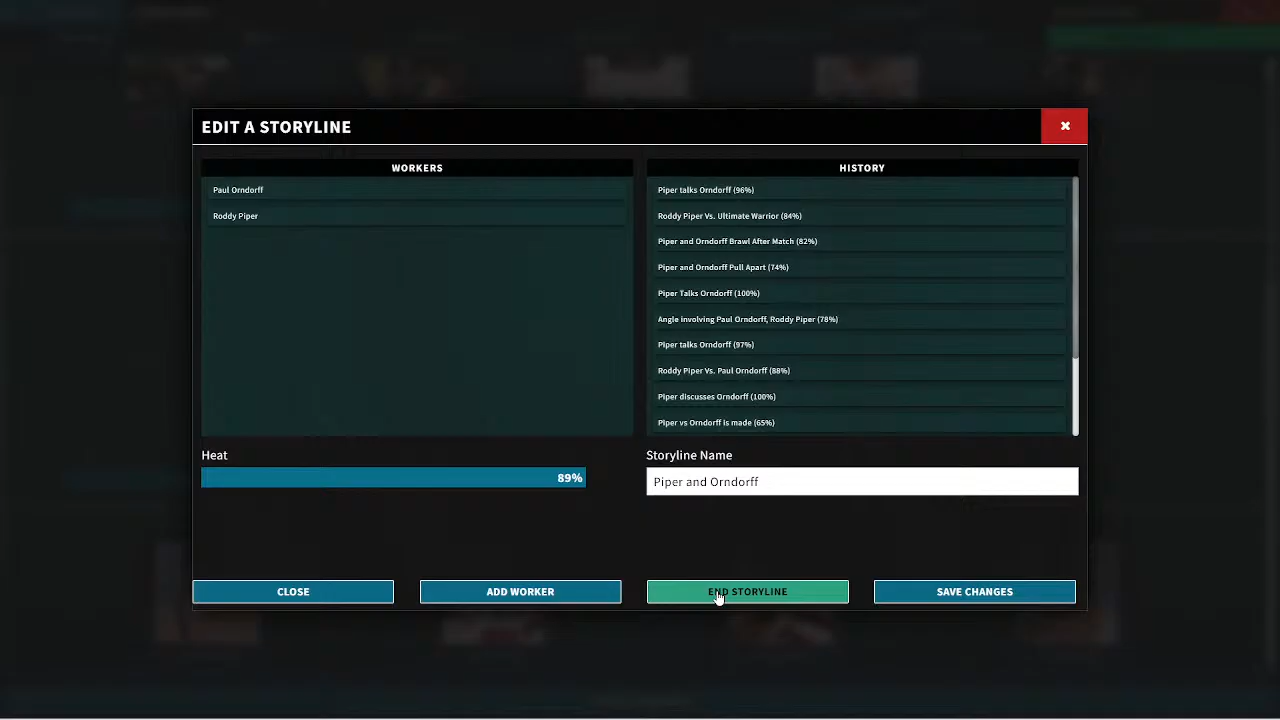 EDIT A STORYLINE
WORKERS
Paul Orndorff
Roddy Piper
HISTORY
Piper talks Orndorff (96%)
Roddy Piper Vs. Ultimate Warrior (84%)
Piper and Orndorff Brawl After Match (82%)
Piper and Orndorff Pull Apart (74%)
Piper Talks Orndorff (100%)
Angle involving Paul Orndorff, Roddy Piper (78%)
Piper talks Orndorff (97%)
Roddy Piper Vs. Paul Orndorff (88%)
Piper discusses Orndorff (100%)
Piper vs Orndorff is made (65%)
Heat
89%
Storyline Name
Piper and Orndorff
CLOSE
ADD WORKER
END STORYLINE
SAVE CHANGES